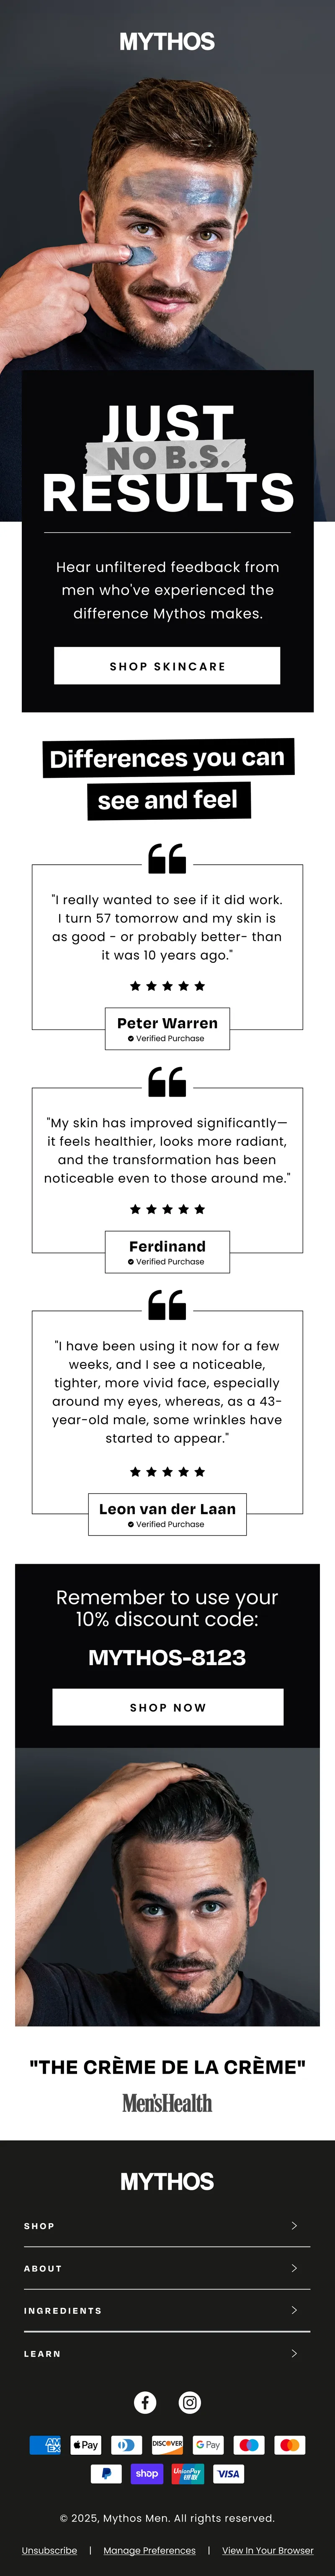 MYTHOS
JUST
NO B.S.
RESULTS
Hear unfiltered feedback from
men who've experienced the
difference Mythos makes.
SHOP SKINCARE
Differences you can
see and feel
"I really wanted to see if it did work.
I turn 57 tomorrow and my skin is
as good - or probably better- than
it was 10 years ago."
Peter Warren
Verified Purchase
"My skin has improved significantly—
it feels healthier, looks more radiant,
and the transformation has been
noticeable even to those around me."
Ferdinand
Verified Purchase
"I have been using it now for a few
weeks, and I see a noticeable,
tighter, more vivid face, especially
around my eyes, whereas, as a 43-
year-old male, some wrinkles have
started to appear."
Leon van der Laan
Verified Purchase
Remember to use your
10% discount code:
MYTHOS-8123
SHOP NOW
"THE CRÈME DE LA CRÈME"
Men'sHealth
MYTHOS
SHOP
ABOUT
INGREDIENTS
LEARN
AM EX Pay DISCOVER G Pay
shop UnionPay 银联 VISA
© 2025, Mythos Men. All rights reserved.
Unsubscribe | Manage Preferences | View In Your Browser